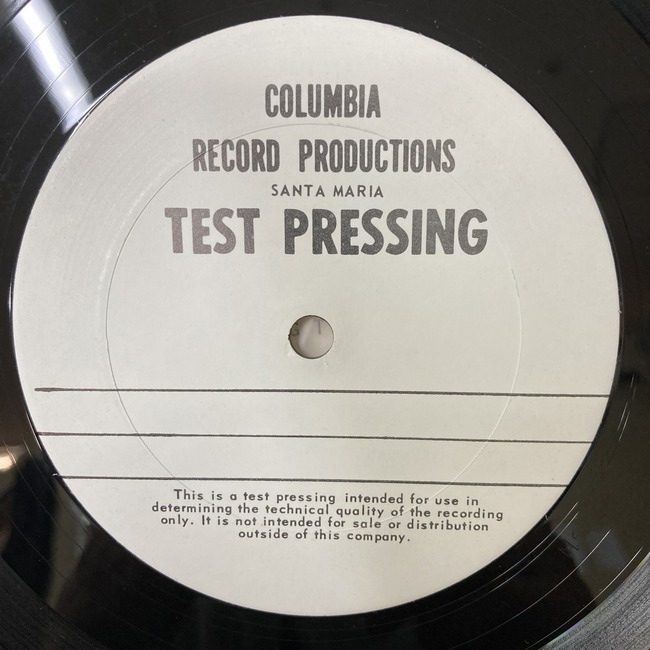 COLUMBIA
RECORD PRODUCTIONS
SANTA MARIA
TEST PRESSING
This is a test pressing intended for use in
determining the technical quality of the recording
only. It is not intended for sale or distribution
outside of this company.